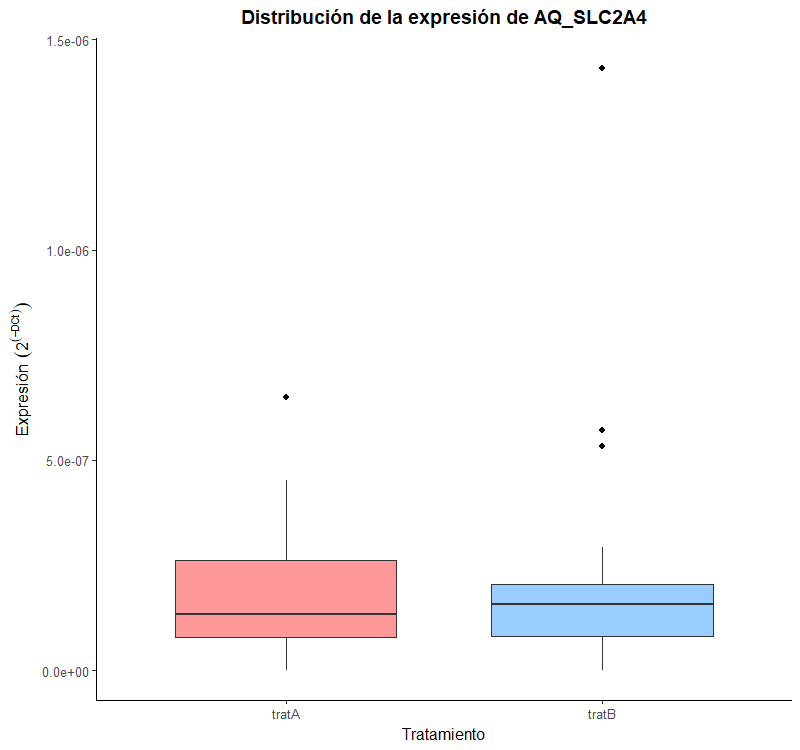 Distribución de la expresión de AQ_SLC2A4
1.5e-06
1.0e-06
5.0e-07
0.0e+00
Expresión (2^(−DCt))
tratA
tratB
Tratamiento